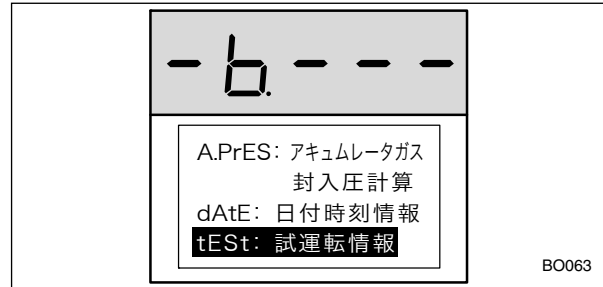 - b. - - -
A.PrES: アキュムレータガス
封入圧計算
dAtE: 日付時刻情報
tESt: 試運転情報
BO063